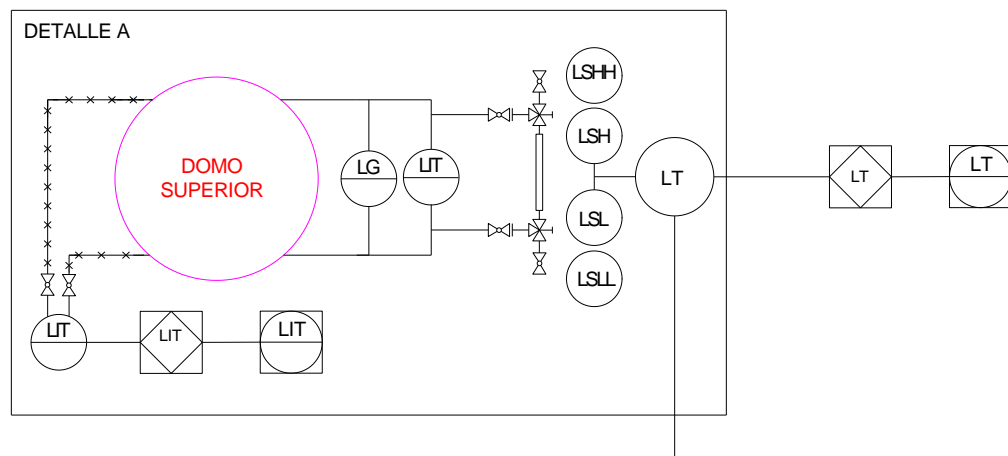 DETALLE A
LSHH
LSH
DOMO
SUPERIOR
LG
LIT
LT
LT
LT
LSL
LSLL
LIT
LIT
LIT